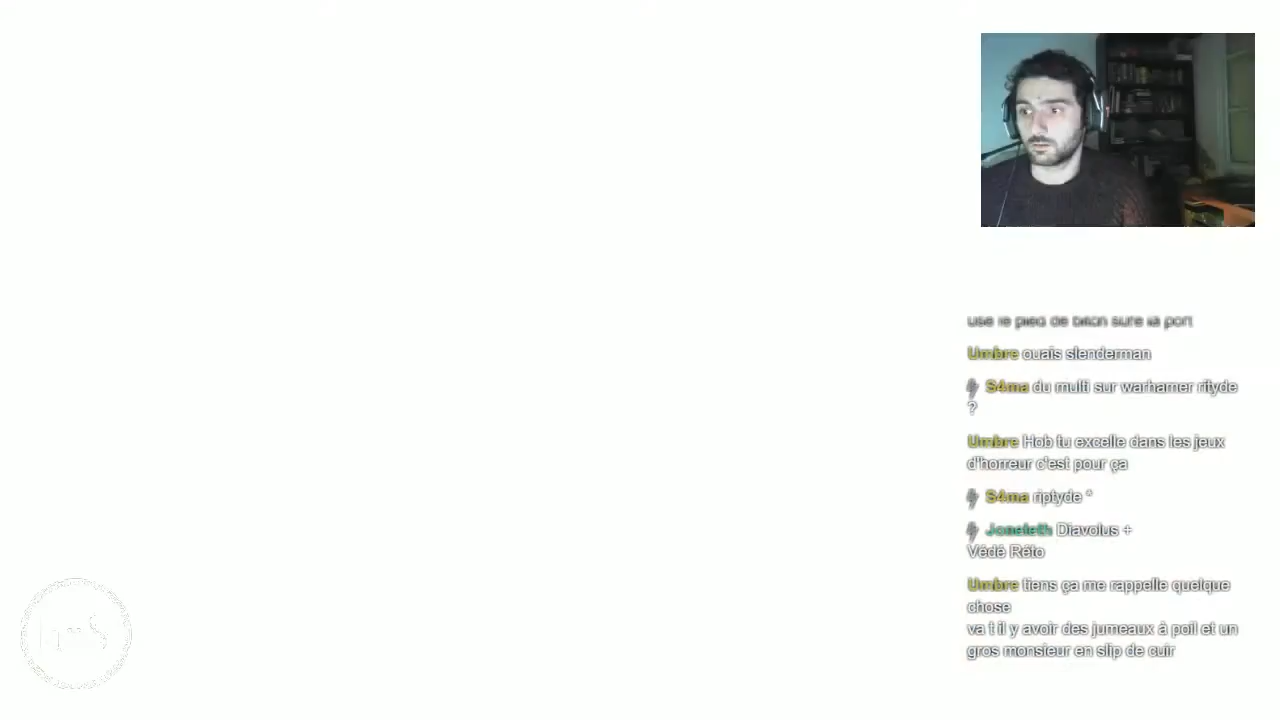 Umbre ouais slenderman
S4ma du multi sur warhamer rityde
?
Umbre Hob tu excelle dans les jeux
d'horreur c'est pour ça
S4ma riptyde *
Diavolus +
Védé Réto
Umbre tiens ça me rappelle quelque
chose
va t il y avoir des jumeaux à poil et un
gros monsieur en slip de cuir